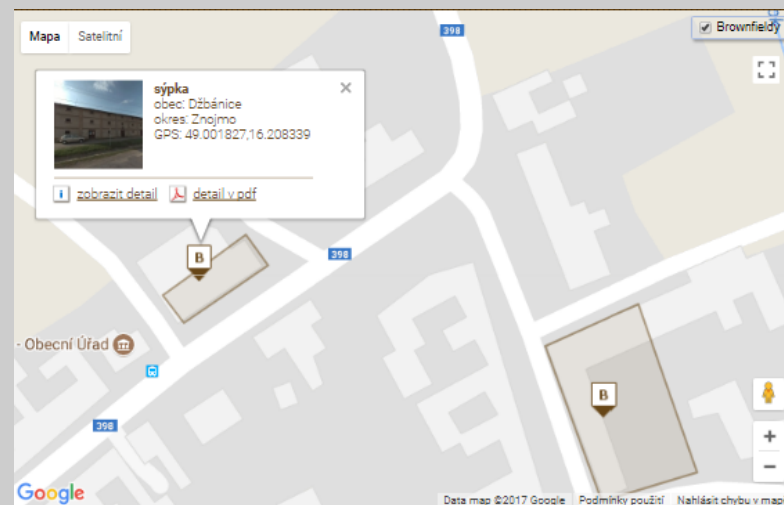 Mapa
Satelitní
398
Brownfieldy
sýpka
obec: Džbánice
okres: Znojmo
GPS: 49.001827,16.208339
zobrazit detail
detail v pdf
B
398
- Obecní Úřad
B
398
Google
Data map ©2017 Google
Podmínky použití
Nahlásit chybu v mapě